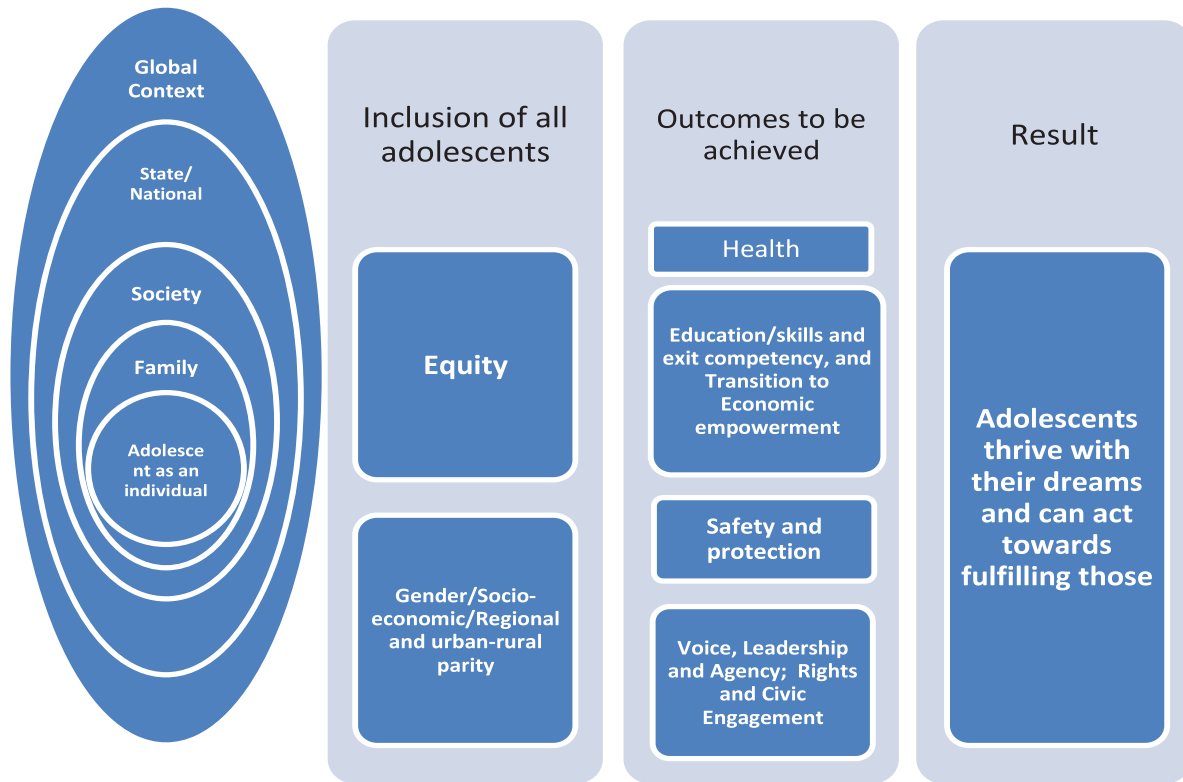 Global
Context
State/
National
Society
Family
Adolesce
nt as an
individual
Inclusion of all
adolescents
Equity
Gender/Socio-
economic/Regional
and urban-rural
parity
Outcomes to be
achieved
Health
Education/skills and
exit competency, and
Transition to
Economic
empowerment
Safety and
protection
Voice, Leadership
and Agency; Rights
and Civic
Engagement
Result
Adolescents
thrive with
their dreams
and can act
towards
fulfilling those